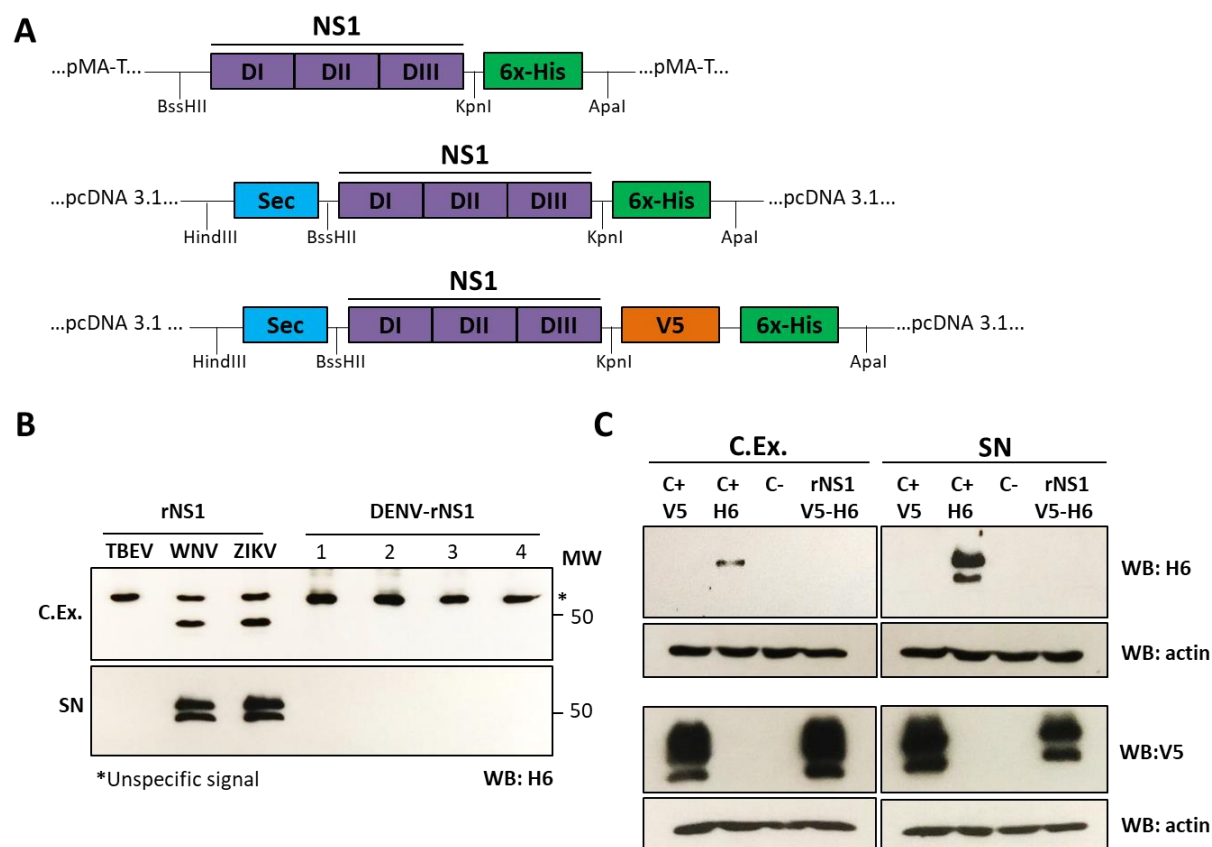 A
NS1
...pMA-T... DI DII DIII 6x-His ...pMA-T...
BssHII KpnI ApaI
NS1
...pcDNA 3.1... Sec DI DII DIII 6x-His ...pcDNA 3.1...
HindIII BssHII KpnI ApaI
NS1
...pcDNA 3.1 ... Sec DI DII DIII V5 6x-His ...pcDNA 3.1...
HindIII BssHII KpnI ApaI
B
rNS1 DENV-rNS1
TBEV WNV ZIKV 1 2 3 4 MW
C.Ex. * 50
SN 50
*Unspecific signal WB: H6
C
C.Ex. SN
C+ C+ C- rNS1 C+ C+ C- rNS1
V5 H6 V5-H6 V5 H6 V5-H6
WB: H6
WB: actin
WB:V5
WB: actin